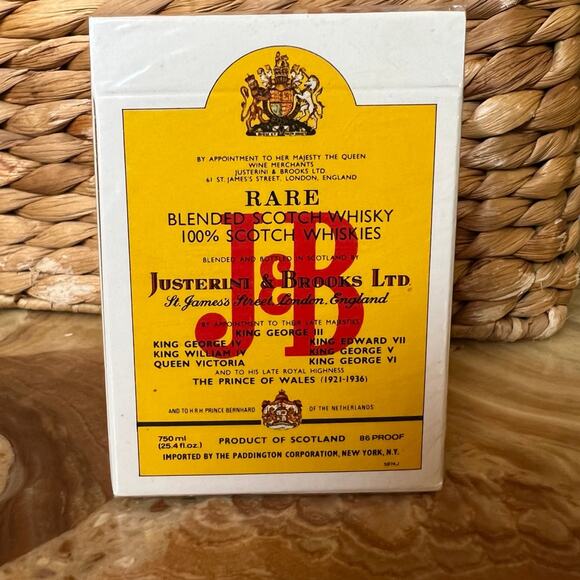 BY APPOINTMENT TO HER MAJESTY THE QUEEN
WINE MERCHANTS
JUSTERINI & BROOKS LTD
61 ST. JAMES'S STREET, LONDON, ENGLAND
RARE
BLENDED SCOTCH WHISKY
100% SCOTCH WHISKIES
J&B
BLENDED AND BOTTLED IN SCOTLAND BY
JUSTERINI & BROOKS LTD
St. James's Street, London, England
BY APPOINTMENT TO THEIR LATE MAJESTIES
KING GEORGE III
KING GEORGE IV KING EDWARD VII
KING WILLIAM IV KING GEORGE V
QUEEN VICTORIA KING GEORGE VI
AND TO HIS LATE ROYAL HIGHNESS
THE PRINCE OF WALES (1921-1936)
AND TO H R H PRINCE BERNHARD OF THE NETHERLANDS
750 ml PRODUCT OF SCOTLAND 86 PROOF
(25.4 fl.oz.)
IMPORTED BY THE PADDINGTON CORPORATION, NEW YORK, N.Y.